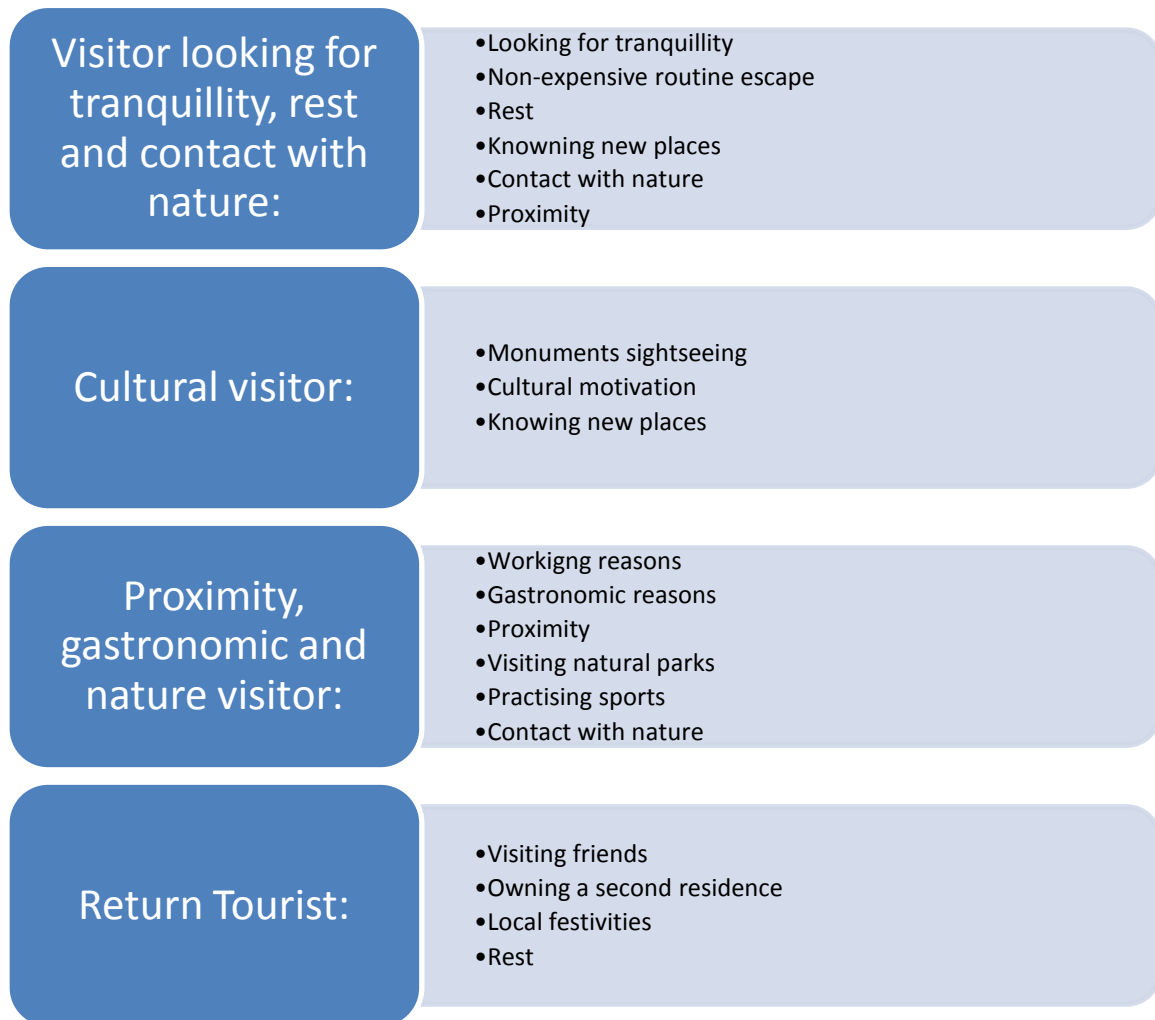 Visitor looking for
tranquillity, rest
and contact with
nature:
•Looking for tranquillity
•Non-expensive routine escape
•Rest
•Knowning new places
•Contact with nature
•Proximity
Cultural visitor:
•Monuments sightseeing
•Cultural motivation
•Knowing new places
Proximity,
gastronomic and
nature visitor:
•Workigng reasons
•Gastronomic reasons
•Proximity
•Visiting natural parks
•Practising sports
•Contact with nature
Return Tourist:
•Visiting friends
•Owning a second residence
•Local festivities
•Rest